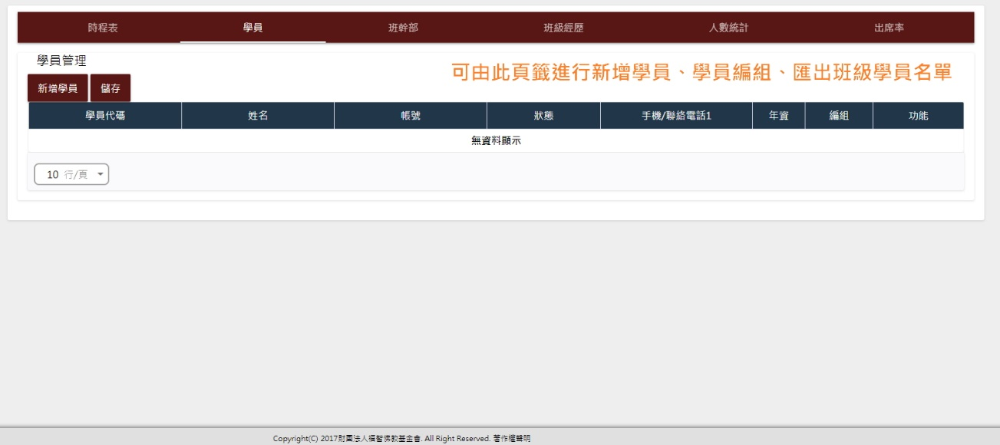 時程表 學員 班幹部 班級經歷 人數統計 出席率
學員管理
可由此頁籤進行新增學員、學員編組、匯出班級學員名單
新增學員 儲存
學員代碼 姓名 帳號 狀態 手機/聯絡電話1 年資 編組 功能
無資料顯示
10 行/頁
Copyright(C) 2017財團法人福智佛教基金會. All Right Reserved. 著作權聲明